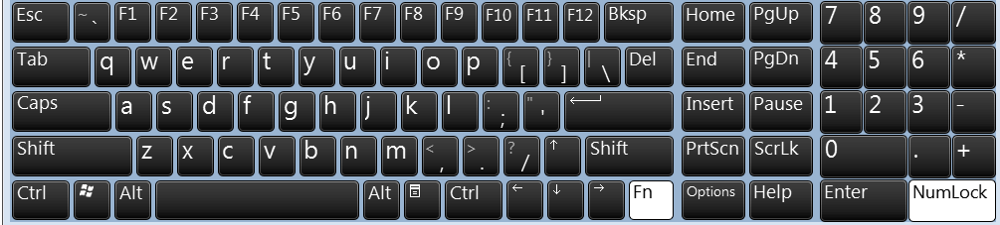 Esc ~ ` F1 F2 F3 F4 F5 F6 F7 F8 F9 F10 F11 F12 Bksp Home PgUp 7 8 9 /
Tab q w e r t y u i o p { [ } ] | \ Del End PgDn 4 5 6 *
Caps a s d f g h j k l : ; " ' Insert Pause 1 2 3 -
Shift z x c v b n m < , > . ? / ↑ Shift PrtScn ScrLk 0 . +
Ctrl Alt Alt Ctrl ← ↓ → Fn Options Help Enter NumLock